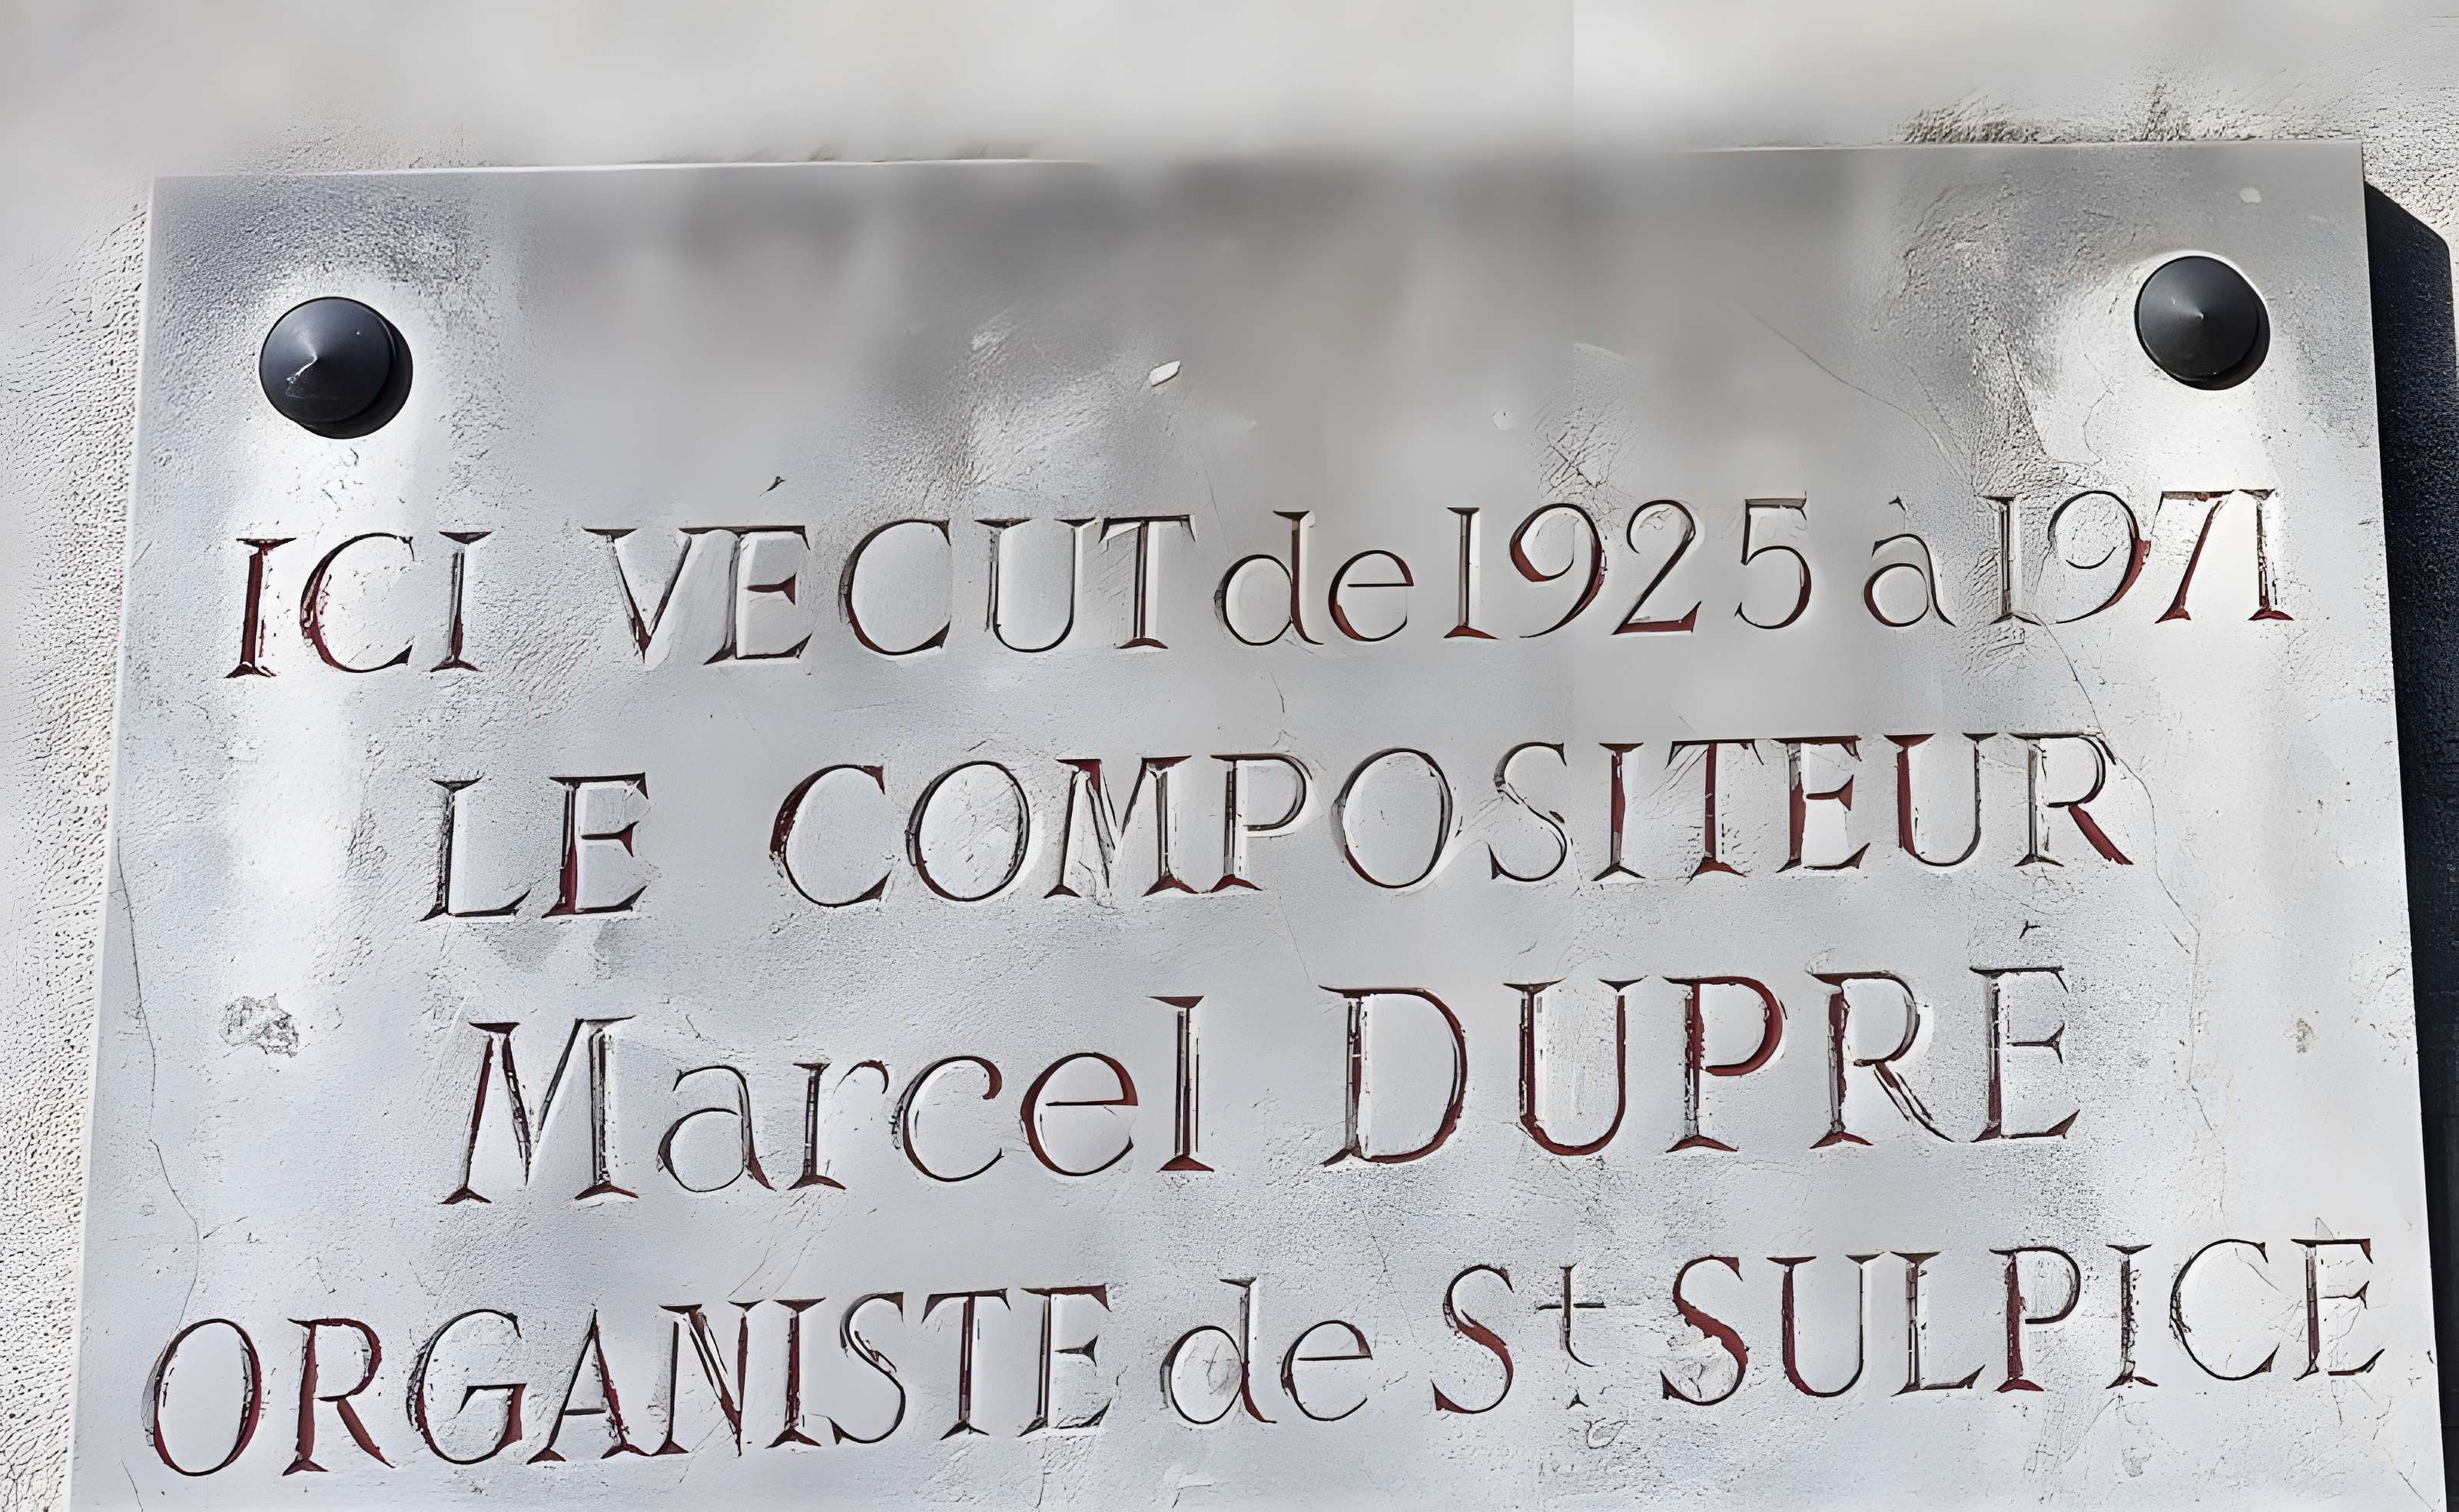 ICI VÉCUT de 1925 à 1971
LE COMPOSITEUR
Marcel DUPRÉ
ORGANISTE de St SULPICE